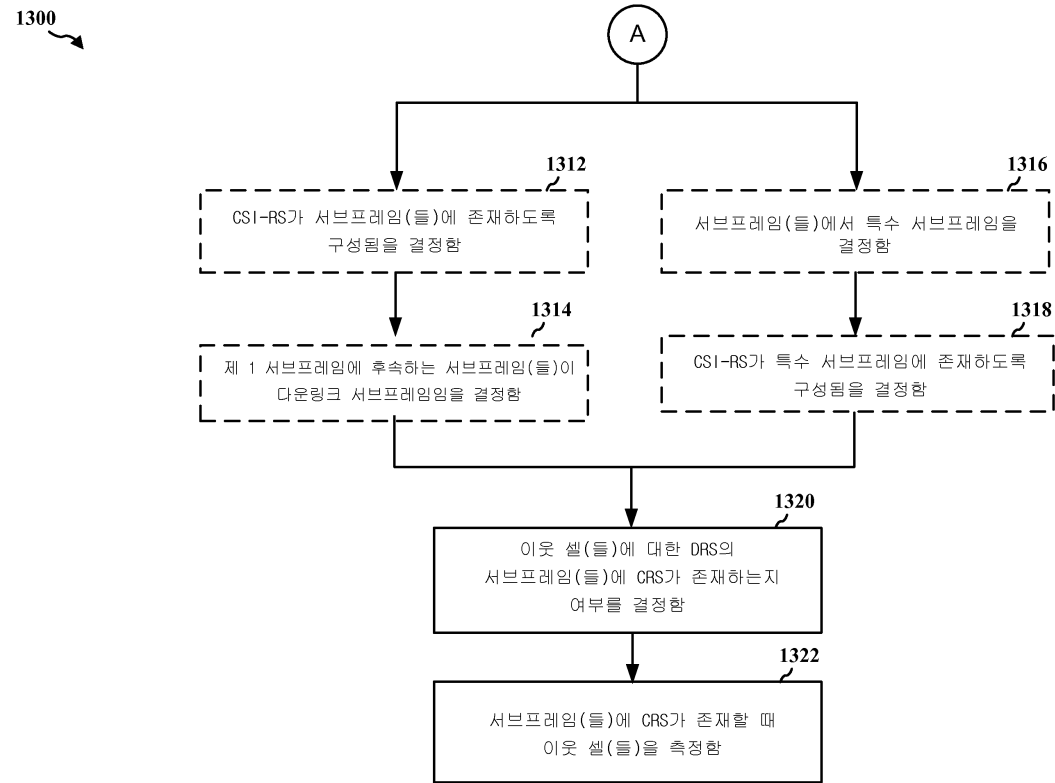 1300
A
1312
CSI-RS가 서브프레임(들)에 존재하도록
구성됨을 결정함
1316
서브프레임(들)에서 특수 서브프레임을
결정함
1314
제 1 서브프레임에 후속하는 서브프레임(들)이
다운링크 서브프레임임을 결정함
1318
CSI-RS가 특수 서브프레임에 존재하도록
구성됨을 결정함
1320
이웃 셀(들)에 대한 DRS의
서브프레임(들)에 CRS가 존재하는지
여부를 결정함
1322
서브프레임(들)에 CRS가 존재할 때
이웃 셀(들)을 측정함